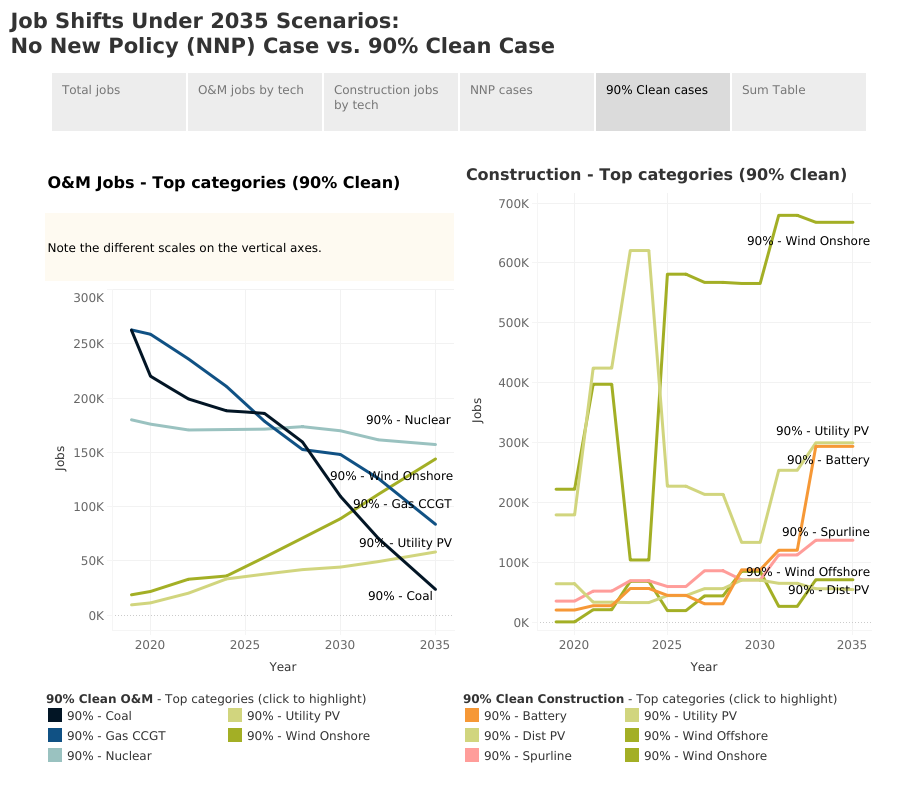 Job Shifts Under 2035 Scenarios:
No New Policy (NNP) Case vs. 90% Clean Case
Total jobs
O&M jobs by tech
Construction jobs
by tech
NNP cases
90% Clean cases
Sum Table
O&M Jobs - Top categories (90% Clean)
Note the different scales on the vertical axes.
300K
250K
200K
150K
100K
50K
0K
Jobs
90% - Nuclear
90% - Wind Onshore
90% - Gas CCGT
90% - Utility PV
90% - Coal
2020
2025
2030
2035
Year
Construction - Top categories (90% Clean)
700K
600K
500K
400K
300K
200K
100K
0K
Jobs
90% - Wind Onshore
90% - Utility PV
90% - Battery
90% - Spurline
90% - Wind Offshore
90% - Dist PV
2020
2025
2030
2035
Year
90% Clean O&M - Top categories (click to highlight)
90% - Coal
90% - Gas CCGT
90% - Nuclear
90% - Utility PV
90% - Wind Onshore
90% Clean Construction - Top categories (click to highlight)
90% - Battery
90% - Dist PV
90% - Spurline
90% - Utility PV
90% - Wind Offshore
90% - Wind Onshore